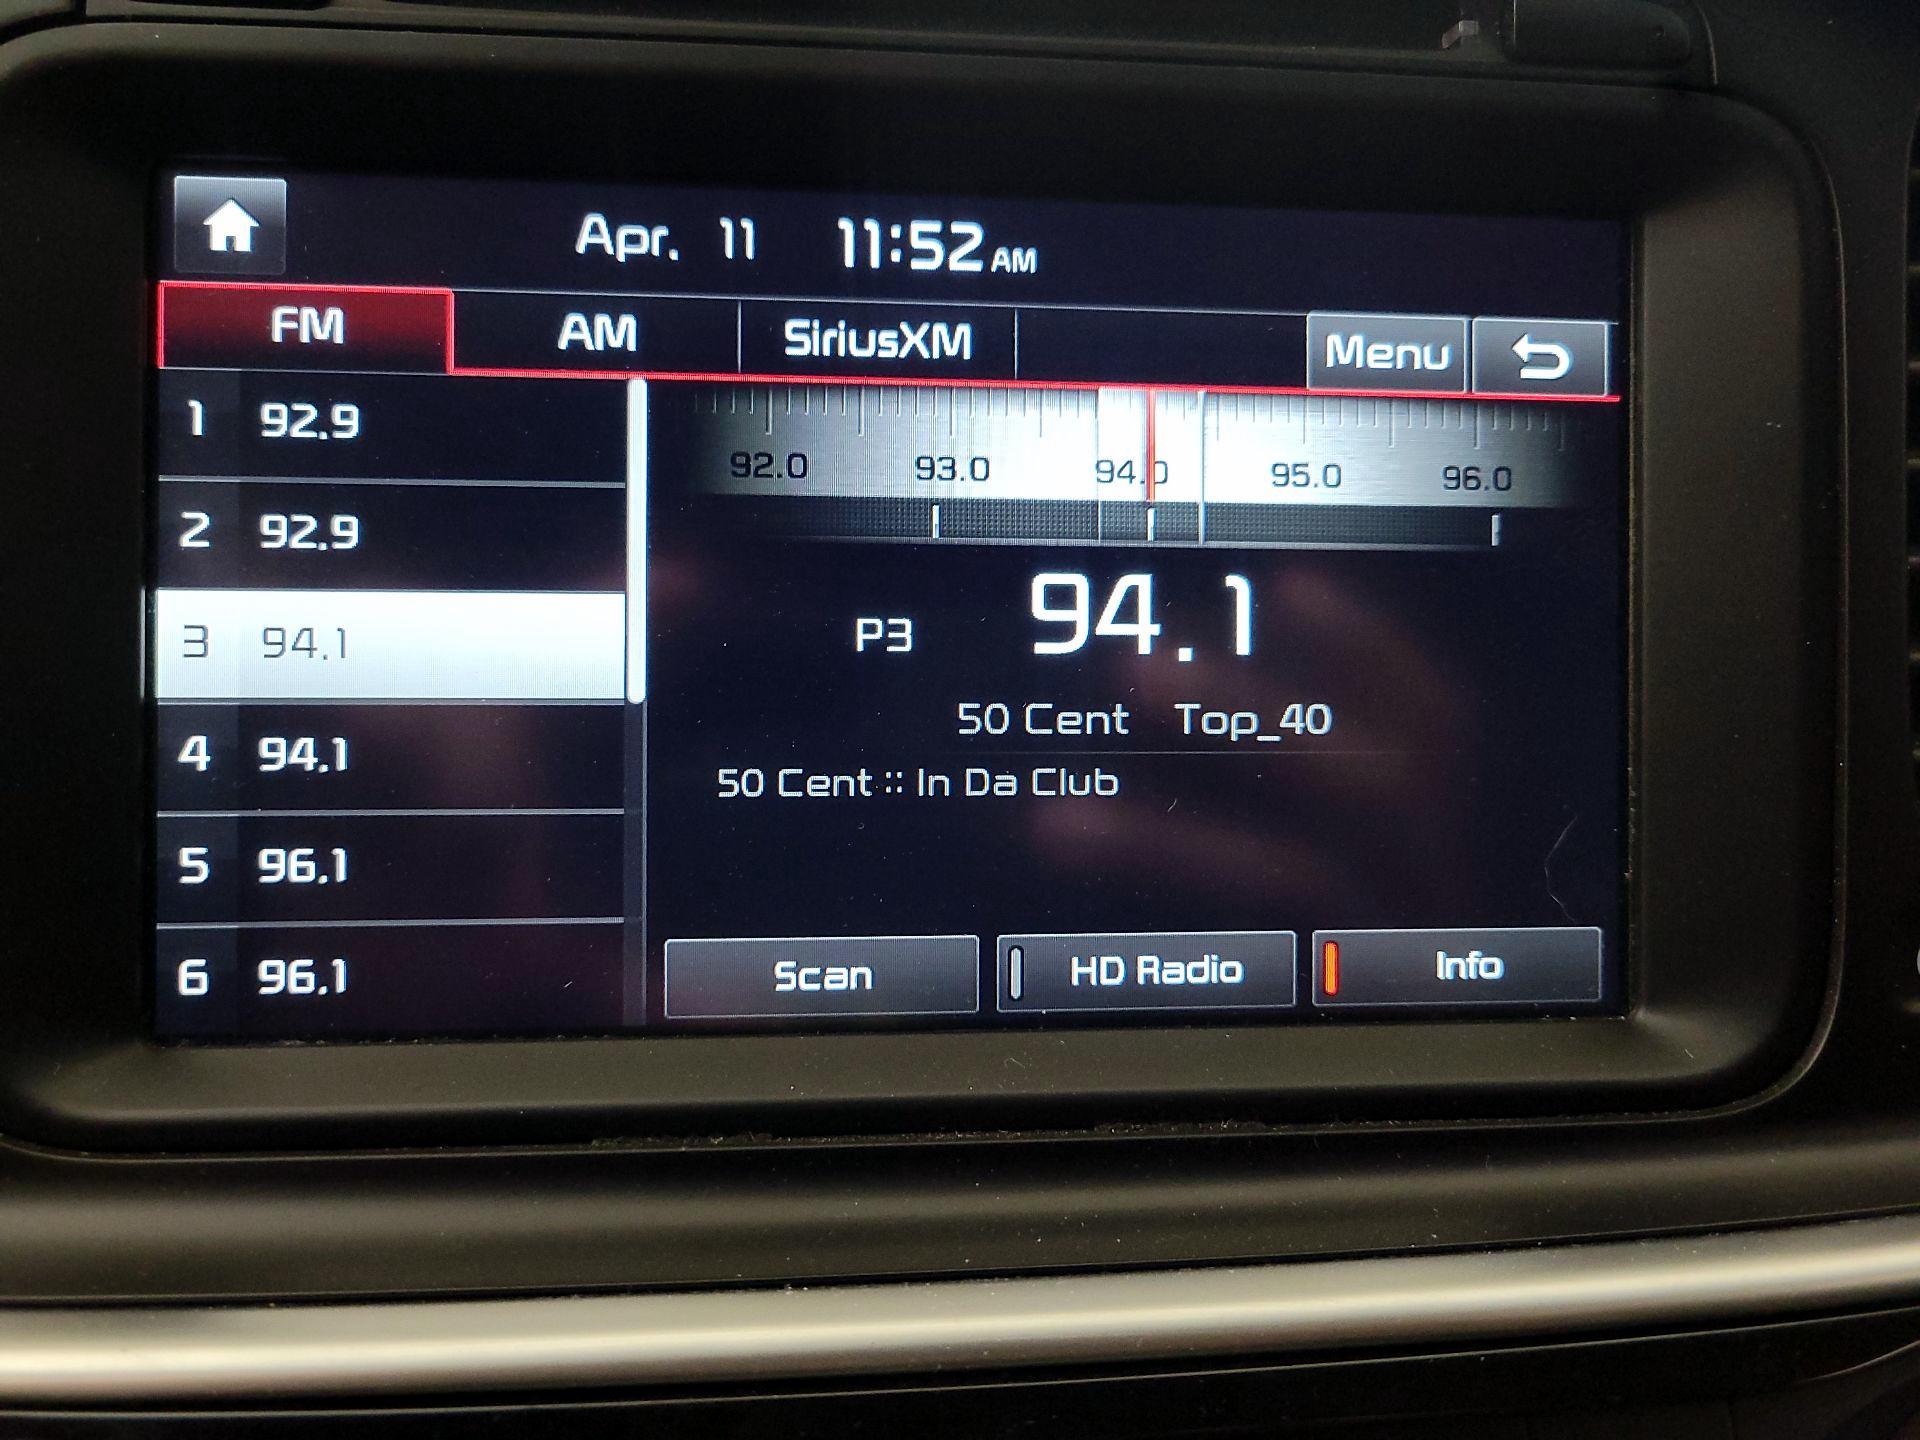 Apr. 11 11:52 AM
FM AM SiriusXM Menu
1 92.9
2 92.9
3 94.1
4 94.1
5 96.1
6 96.1
92.0 93.0 94.0 95.0 96.0
P3 94.1
50 Cent Top_40
50 Cent :: In Da Club
Scan HD Radio Info